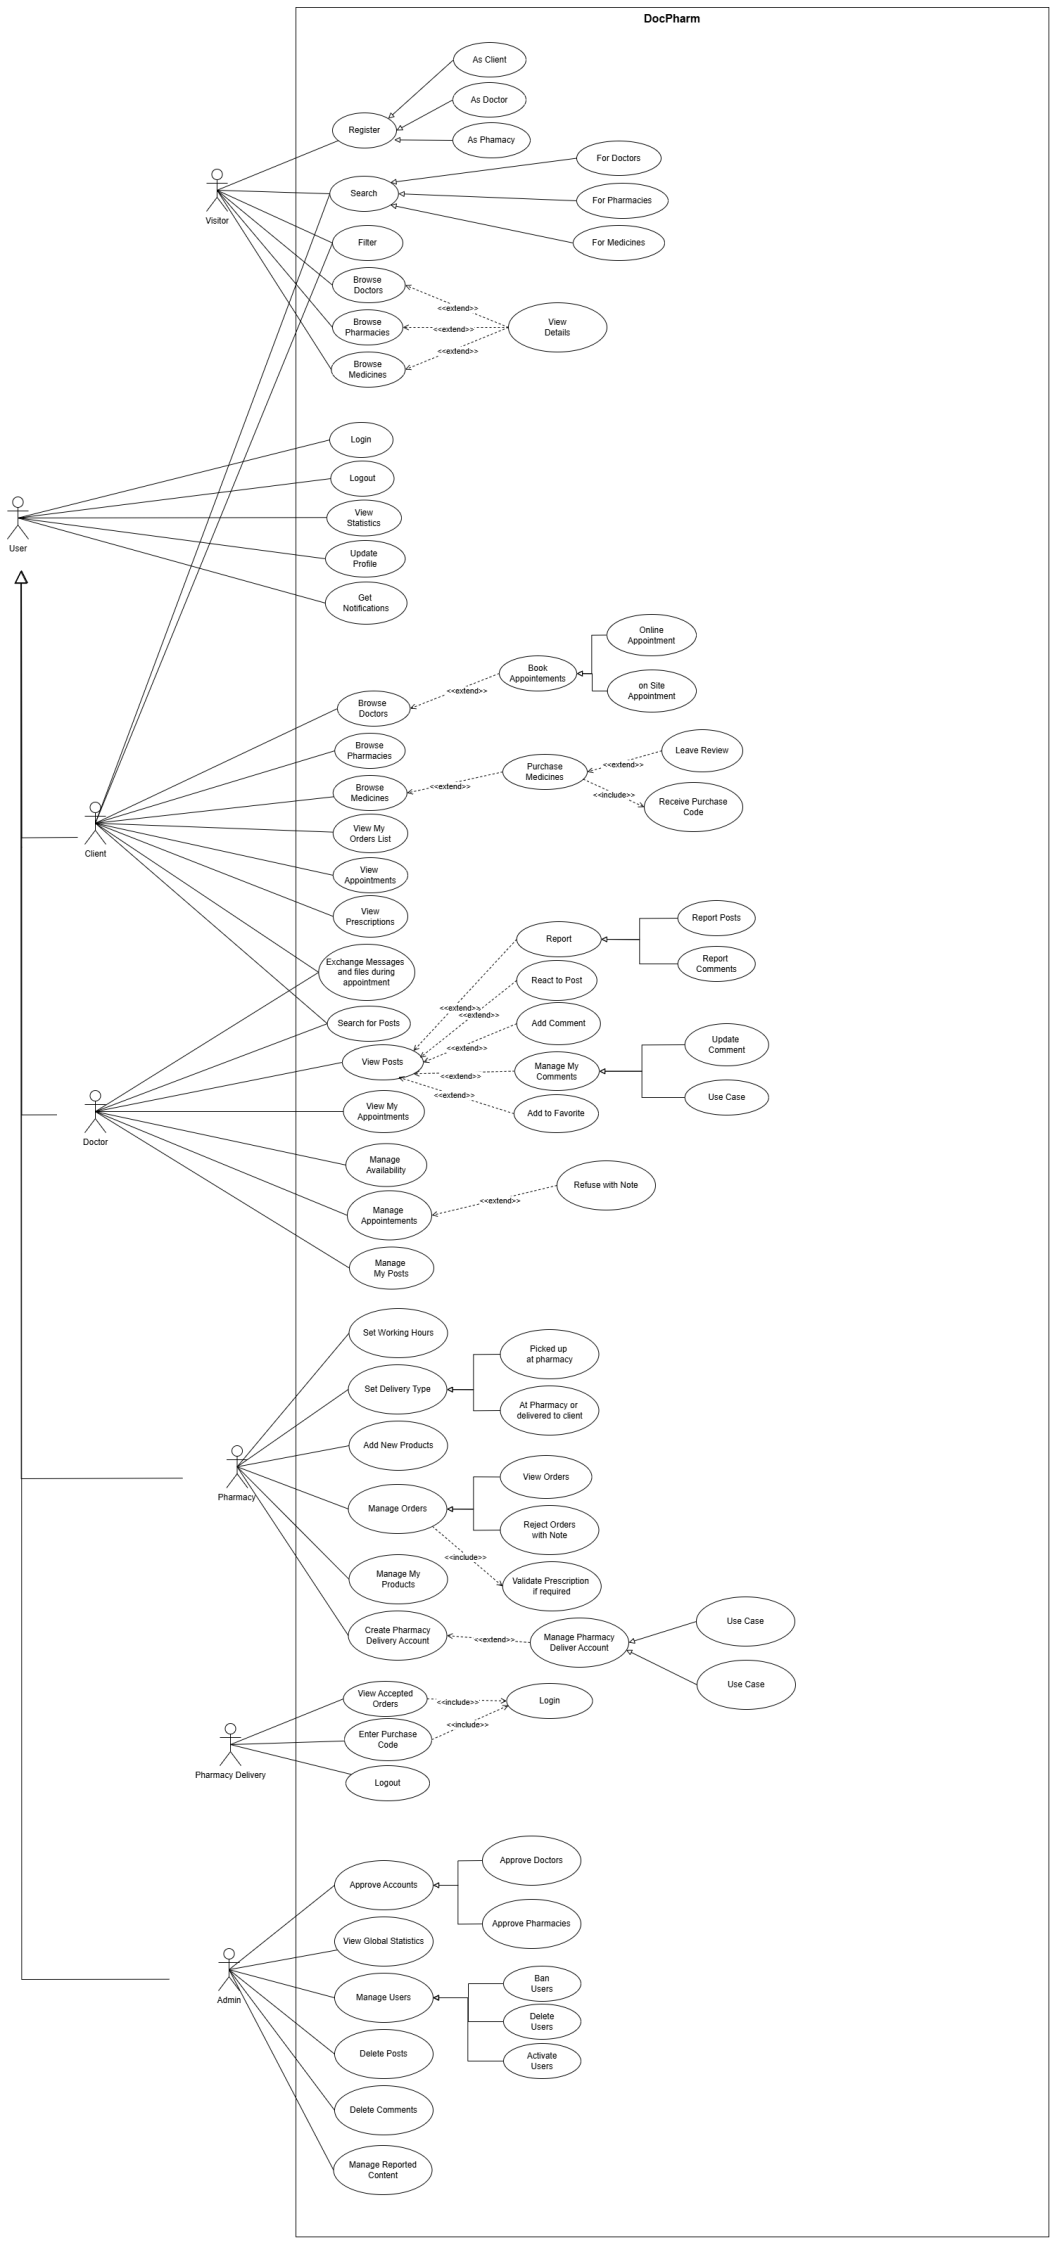 DocPharm
As Client
As Doctor
As Phamacy
Register
Visitor
Search
For Doctors
For Pharmacies
For Medicines
Filter
Browse
Doctors
Browse
Pharmacies
Browse
Medicines
<<extend>>
<<extend>>
<<extend>>
View
Details
Login
Logout
View
Statistics
Update
Profile
Get
Notifications
User
Online
Appointment
on Site
Appointment
Book
Appointements
<<extend>>
Browse
Doctors
Browse
Pharmacies
Browse
Medicines
<<extend>>
Purchase
Medicines
Leave Review
<<extend>>
<<include>>
Receive Purchase
Code
Client
View My
Orders List
View
Appointments
View
Prescriptions
Exchange Messages
and files during
appointment
Search for Posts
View Posts
Report
Report Posts
Report
Comments
React to Post
<<extend>>
<<extend>>
Add Comment
<<extend>>
Manage My
Comments
<<extend>>
Update
Comment
Use Case
<<extend>>
Add to Favorite
Doctor
View My
Appointments
Manage
Availability
Manage
Appointements
<<extend>>
Refuse with Note
Manage
My Posts
Set Working Hours
Set Delivery Type
Picked up
at pharmacy
At Pharmacy or
delivered to client
Add New Products
Pharmacy
Manage Orders
View Orders
Reject Orders
with Note
<<include>>
Validate Prescription
if required
Manage My
Products
Create Pharmacy
Delivery Account
<<extend>>
Manage Pharmacy
Deliver Account
Use Case
Use Case
View Accepted
Orders
<<include>>
Login
Enter Purchase
Code
<<include>>
Logout
Pharmacy Delivery
Approve Accounts
Approve Doctors
Approve Pharmacies
View Global Statistics
Admin
Manage Users
Ban
Users
Delete
Users
Activate
Users
Delete Posts
Delete Comments
Manage Reported
Content